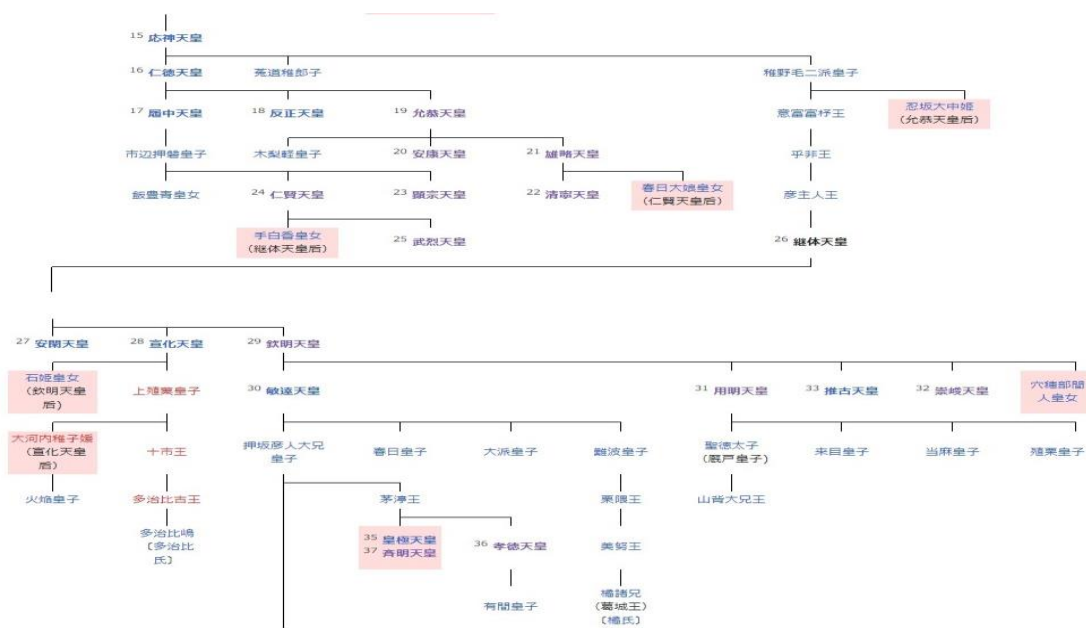 15 応神天皇
16 仁徳天皇
菟道稚郎子
稚野毛二派皇子
17 履中天皇
18 反正天皇
19 允恭天皇
意富富杼王
忍坂大中姫
(允恭天皇后)
市辺押磐皇子
木梨軽皇子
20 安康天皇
21 雄略天皇
乎非王
飯豊青皇女
24 仁賢天皇
23 顕宗天皇
22 清寧天皇
春日大娘皇女
(仁賢天皇后)
彦主人王
手白香皇女
(継体天皇后)
25 武烈天皇
26 継体天皇
27 安閑天皇
28 宣化天皇
29 欽明天皇
石姫皇女
(欽明天皇
后)
上殖葉皇子
30 敏達天皇
31 用明天皇
33 推古天皇
32 崇峻天皇
穴穂部間
人皇女
大河内稚子媛
(宣化天皇
后)
十市王
押坂彦人大兄
皇子
春日皇子
大派皇子
難波皇子
聖徳太子
(厩戸皇子)
来目皇子
当麻皇子
殖栗皇子
火焔皇子
多治比古王
茅渟王
栗隈王
山背大兄王
多治比嶋
〔多治比
氏〕
35 皇極天皇
37 斉明天皇
36 孝徳天皇
美努王
有間皇子
橘諸兄
(葛城王)
〔橘氏〕